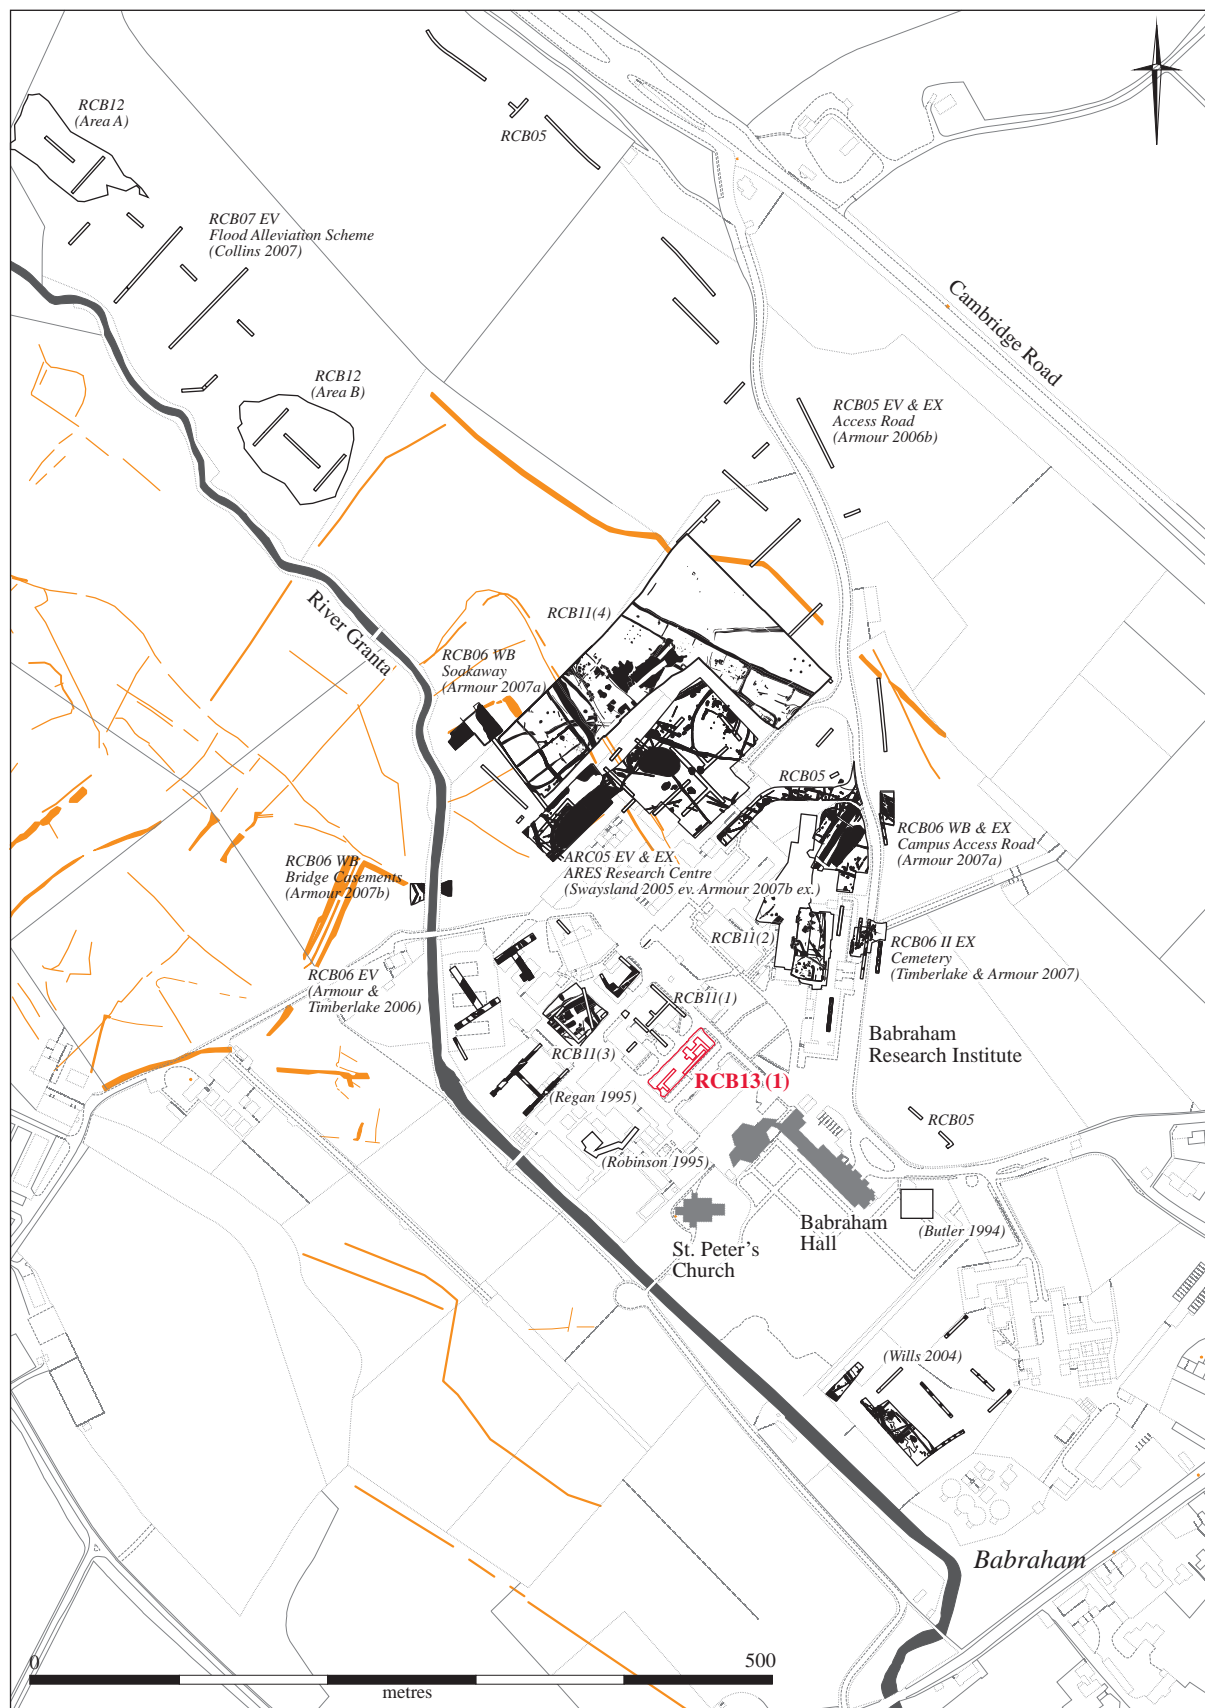 RCB12
(Area A)
RCB05
RCB07 EV
Flood Alleviation Scheme
(Collins 2007)
Cambridge Road
RCB12
(Area B)
RCB05 EV & EX
Access Road
(Armour 2006b)
River Granta
RCB11(4)
RCB06 WB
Soakaway
(Armour 2007a)
RCB05
RCB06 WB & EX
Campus Access Road
(Armour 2007a)
RCB06 WB
Bridge Casements
(Armour 2007b)
ARC05 EV & EX
ARES Research Centre
(Swaysland 2005 ev. Armour 2007b ex.)
RCB11(2)
RCB06 II EX
Cemetery
(Timberlake & Armour 2007)
RCB06 EV
(Armour &
Timberlake 2006)
RCB11(1)
RCB11(3)
Babraham
Research Institute
RCB13 (1)
(Regan 1995)
RCB05
(Robinson 1995)
Babraham
Hall
(Butler 1994)
St. Peter's
Church
(Wills 2004)
Babraham
0
500
metres